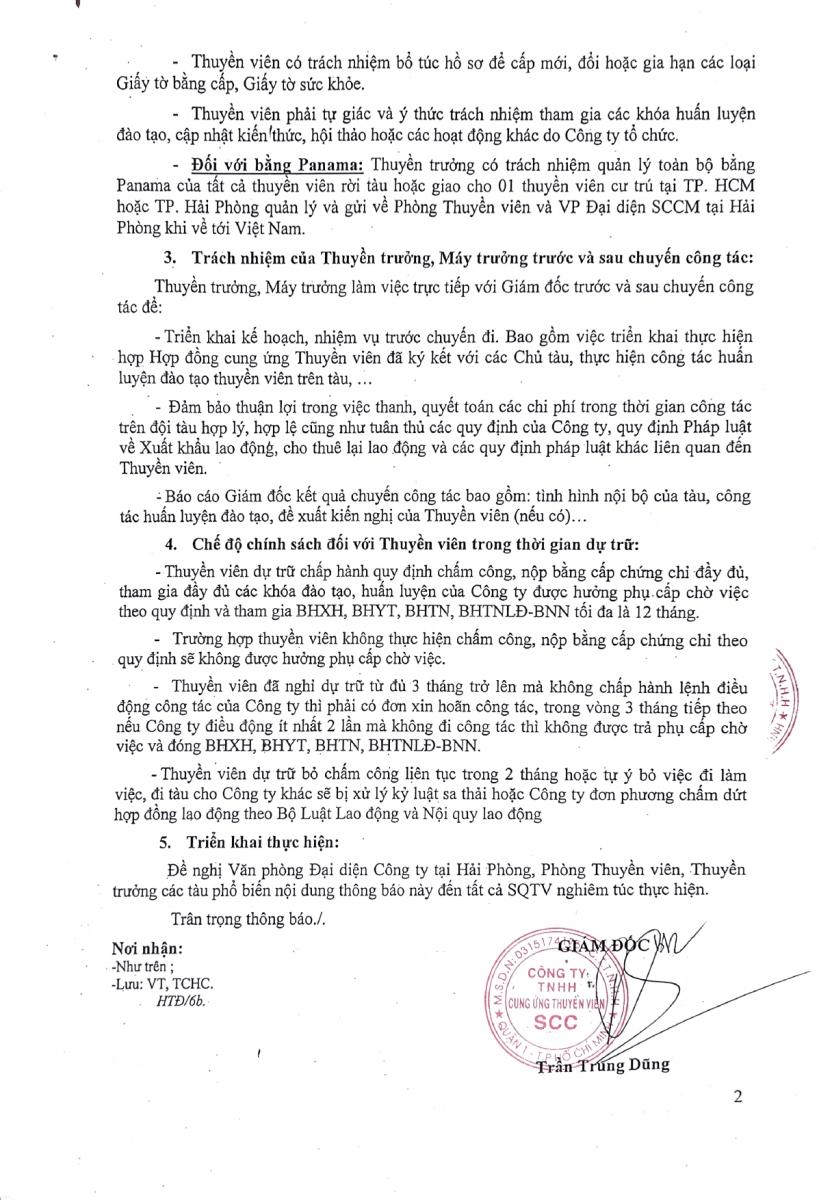 - Thuyền viên có trách nhiệm bổ túc hồ sơ để cấp mới, đổi hoặc gia hạn các loại
Giấy tờ bằng cấp, Giấy tờ sức khỏe.
- Thuyền viên phải tự giác và ý thức trách nhiệm tham gia các khóa huấn luyện
đào tạo, cập nhật kiến thức, hội thảo hoặc các hoạt động khác do Công ty tổ chức.
- Đối với bằng Panama: Thuyền trưởng có trách nhiệm quản lý toàn bộ bằng
Panama của tất cả thuyền viên rời tàu hoặc giao cho 01 thuyền viên cư trú tại TP. HCM
hoặc TP. Hải Phòng quản lý và gửi về Phòng Thuyền viên và VP Đại diện SCCM tại Hải
Phòng khi về tới Việt Nam.
3. Trách nhiệm của Thuyền trưởng, Máy trưởng trước và sau chuyến công tác:
Thuyền trưởng, Máy trưởng làm việc trực tiếp với Giám đốc trước và sau chuyến công
tác để:
- Triển khai kế hoạch, nhiệm vụ trước chuyến đi. Bao gồm việc triển khai thực hiện
hợp Hợp đồng cung ứng Thuyền viên đã ký kết với các Chủ tàu, thực hiện công tác huấn
luyện đào tạo thuyền viên trên tàu, …
- Đảm bảo thuận lợi trong việc thanh, quyết toán các chi phí trong thời gian công tác
trên đội tàu hợp lý, hợp lệ cũng như tuân thủ các quy định của Công ty, quy định Pháp luật
về Xuất khẩu lao động, cho thuê lại lao động và các quy định pháp luật khác liên quan đến
Thuyền viên.
- Báo cáo Giám đốc kết quả chuyến công tác bao gồm: tình hình nội bộ của tàu, công
tác huấn luyện đào tạo, đề xuất kiến nghị của Thuyền viên (nếu có)…
4. Chế độ chính sách đối với Thuyền viên trong thời gian dự trữ:
- Thuyền viên dự trữ chấp hành quy định chấm công, nộp bằng cấp chứng chỉ đầy đủ,
tham gia đầy đủ các khóa đào tạo, huấn luyện của Công ty được hưởng phụ cấp chờ việc
theo quy định và tham gia BHXH, BHYT, BHTN, BHTNLĐ-BNN tối đa là 12 tháng.
- Trường hợp thuyền viên không thực hiện chấm công, nộp bằng cấp chứng chỉ theo
quy định sẽ không được hưởng phụ cấp chờ việc.
- Thuyền viên đã nghỉ dự trữ từ đủ 3 tháng trở lên mà không chấp hành lệnh điều
động công tác của Công ty thì phải có đơn xin hoãn công tác, trong vòng 3 tháng tiếp theo
nếu Công ty điều động ít nhất 2 lần mà không đi công tác thì không được trả phụ cấp chờ
việc và đóng BHXH, BHYT, BHTN, BHTNLĐ-BNN.
- Thuyền viên dự trữ bỏ chấm công liên tục trong 2 tháng hoặc tự ý bỏ việc đi làm
việc, đi tàu cho Công ty khác sẽ bị xử lý kỷ luật sa thải hoặc Công ty đơn phương chấm dứt
hợp đồng lao động theo Bộ Luật Lao động và Nội quy lao động
5. Triển khai thực hiện:
Đề nghị Văn phòng Đại diện Công ty tại Hải Phòng, Phòng Thuyền viên, Thuyền
trưởng các tàu phổ biến nội dung thông báo này đến tất cả SQTV nghiêm túc thực hiện.
Trân trọng thông báo./.
Nơi nhận:
-Như trên ;
-Lưu: VT, TCHC.
HTĐ/6b.
GIÁM ĐỐC
CÔNG TY
TNHH
CUNG ỨNG THUYỀN VIÊN
SCC
QUẬN 1 - T.P HỒ CHÍ MINH
T.N.H.H
Trần Trung Dũng
2